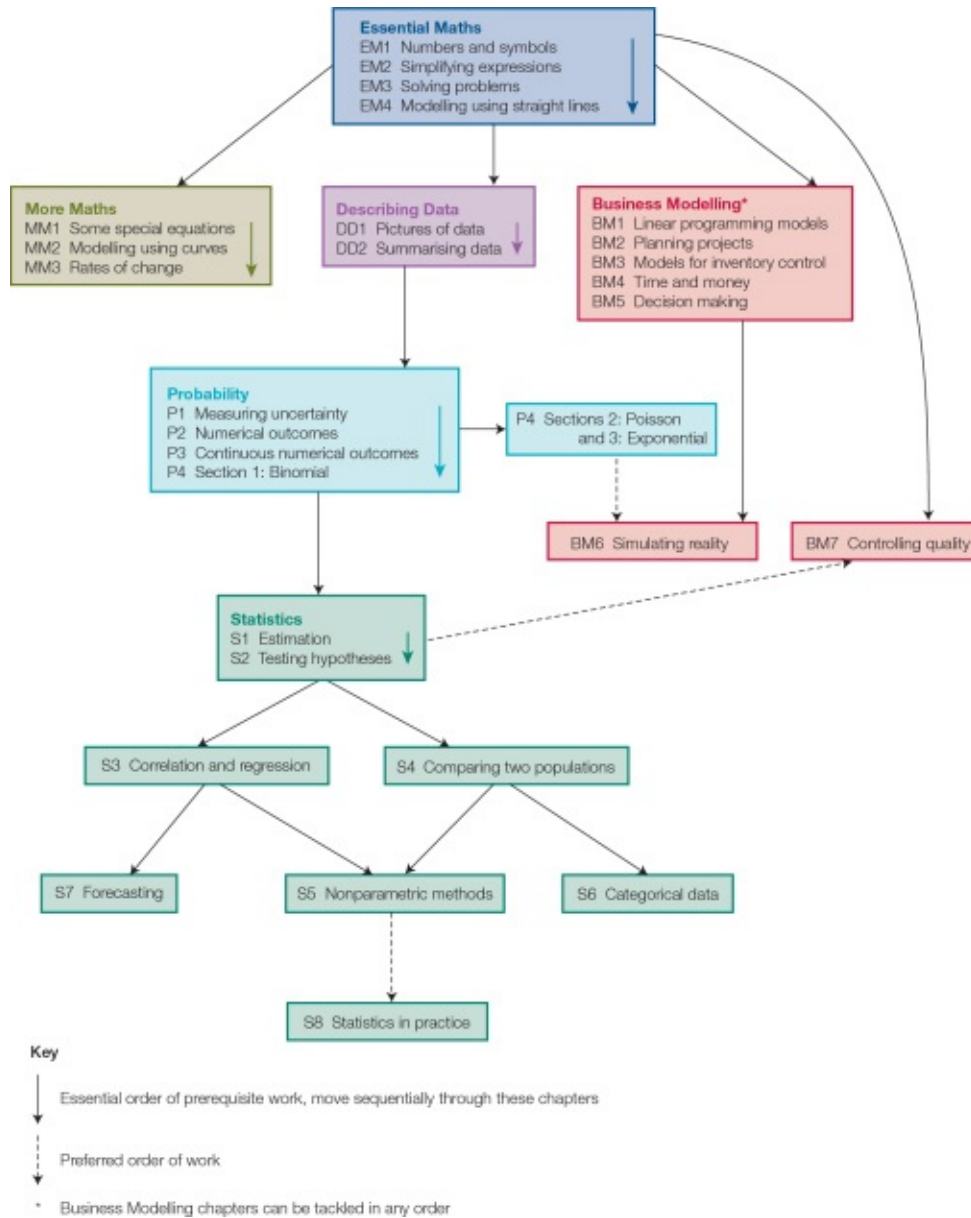 Essential Maths
EM1 Numbers and symbols
EM2 Simplifying expressions
EM3 Solving problems
EM4 Modelling using straight lines
More Maths
MM1 Some special equations
MM2 Modelling using curves
MM3 Rates of change
Describing Data
DD1 Pictures of data
DD2 Summarising data
Business Modelling*
BM1 Linear programming models
BM2 Planning projects
BM3 Models for inventory control
BM4 Time and money
BM5 Decision making
Probability
P1 Measuring uncertainty
P2 Numerical outcomes
P3 Continuous numerical outcomes
P4 Section 1: Binomial
P4 Sections 2: Poisson
and 3: Exponential
BM6 Simulating reality
BM7 Controlling quality
Statistics
S1 Estimation
S2 Testing hypotheses
S3 Correlation and regression
S4 Comparing two populations
S7 Forecasting
S5 Nonparametric methods
S6 Categorical data
S8 Statistics in practice
Key
Essential order of prerequisite work, move sequentially through these chapters
Preferred order of work
* Business Modelling chapters can be tackled in any order